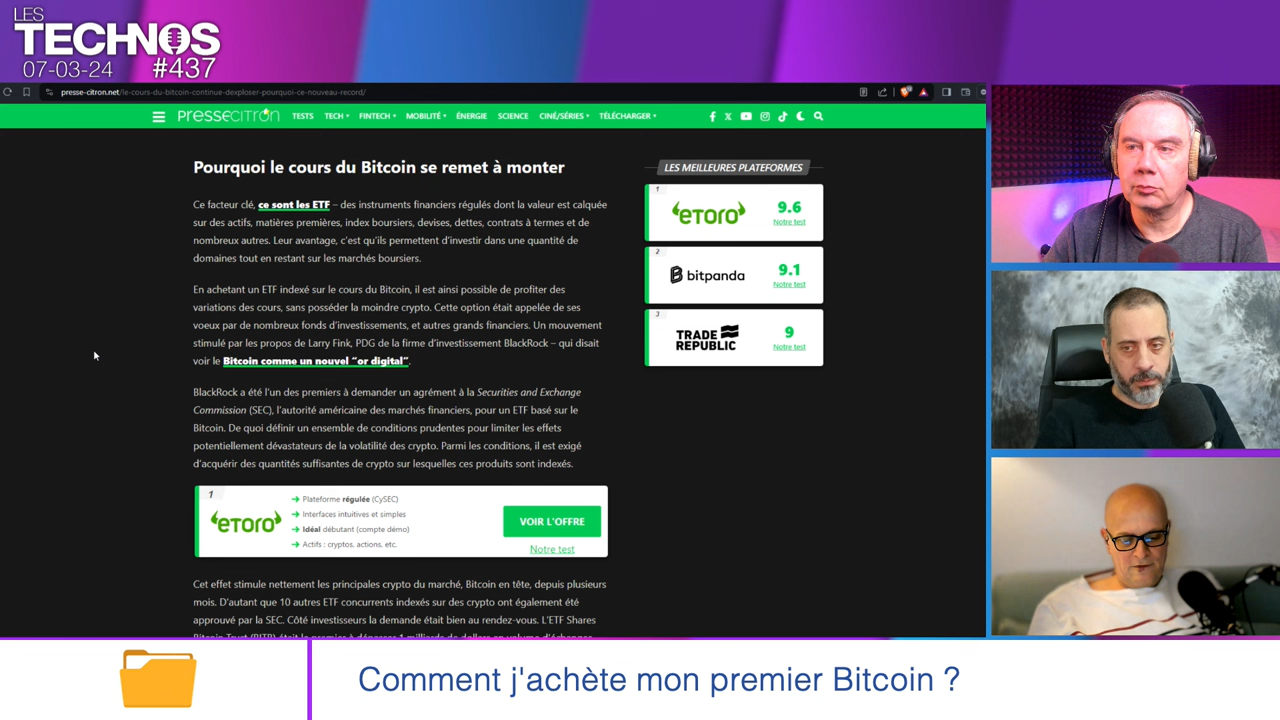 LES
TECHNOS
07-03-24 #437
presse-citron.net/le-cours-du-bitcoin-continue-dexploser-pourquoi-ce-nouveau-record/
PRESSECITRON TESTS TECH FINTECH MOBILITÉ ÉNERGIE SCIENCE CINÉ/SÉRIES TÉLÉCHARGER
Pourquoi le cours du Bitcoin se remet à monter
Ce facteur clé, ce sont les ETF – des instruments financiers régulés dont la valeur est calquée
sur des actifs, matières premières, index boursiers, devises, dettes, contrats à termes et de
nombreux autres. Leur avantage, c'est qu'ils permettent d'investir dans une quantité de
domaines tout en restant sur les marchés boursiers.
En achetant un ETF indexé sur le cours du Bitcoin, il est ainsi possible de profiter des
variations des cours, sans posséder la moindre crypto. Cette option était appelée de ses
voeux par de nombreux fonds d'investissements, et autres grands financiers. Un mouvement
stimulé par les propos de Larry Fink, PDG de la firme d'investissement BlackRock – qui disait
voir le Bitcoin comme un nouvel "or digital".
BlackRock a été l'un des premiers à demander un agrément à la Securities and Exchange
Commission (SEC), l'autorité américaine des marchés financiers, pour un ETF basé sur le
Bitcoin. De quoi définir un ensemble de conditions prudentes pour limiter les effets
potentiellement dévastateurs de la volatilité des crypto. Parmi les conditions, il est exigé
d'acquérir des quantités suffisantes de crypto sur lesquelles ces produits sont indexés.
1
eToro
Plateforme régulée (CySEC)
Interfaces intuitives et simples
Idéal débutant (compte démo)
Actifs : cryptos, actions, etc.
VOIR L'OFFRE
Notre test
Cet effet stimule nettement les principales crypto du marché, Bitcoin en tête, depuis plusieurs
mois. D'autant que 10 autres ETF concurrents indexés sur des crypto ont également été
approuvé par la SEC. Côté investisseurs la demande était bien au rendez-vous. L'ETF Shares
Bitcoin Trust (BITB) était le premier à dépasser 1 milliards de dollars en volume d'échanges
LES MEILLEURES PLATEFORMES
1
eToro
9.6
Notre test
2
bitpanda
9.1
Notre test
3
TRADE
REPUBLIC
9
Notre test
Comment j'achète mon premier Bitcoin ?